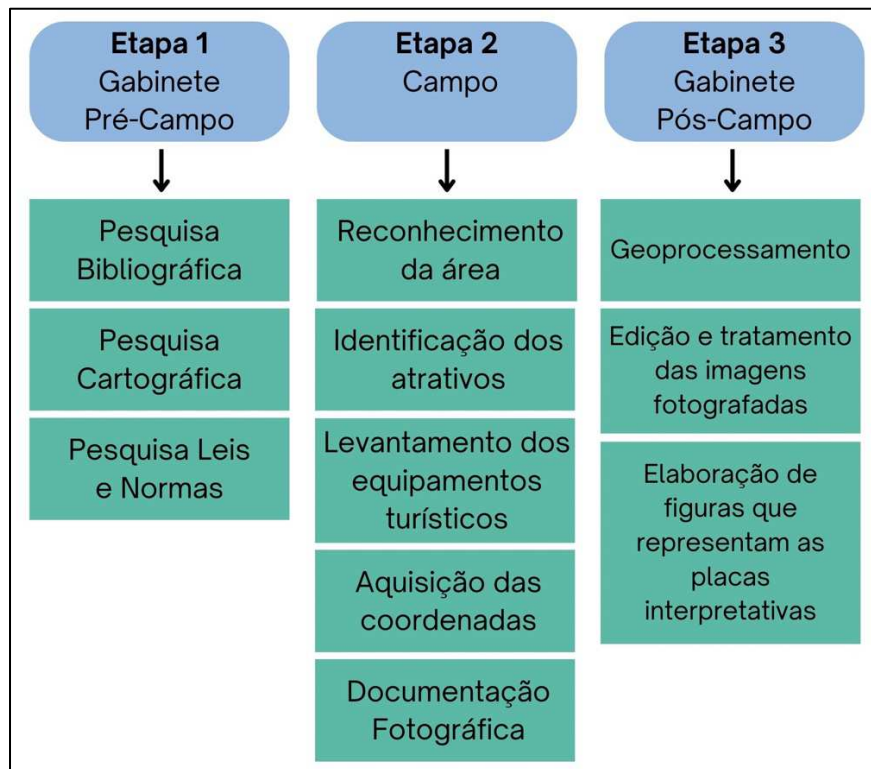 Etapa 1
Gabinete
Pré-Campo
Pesquisa
Bibliográfica
Pesquisa
Cartográfica
Pesquisa Leis
e Normas
Etapa 2
Campo
Reconhecimento
da área
Identificação dos
atrativos
Levantamento dos
equipamentos
turísticos
Aquisição das
coordenadas
Documentação
Fotográfica
Etapa 3
Gabinete
Pós-Campo
Geoprocessamento
Edição e tratamento
das imagens
fotografadas
Elaboração de
figuras que
representam as
placas
interpretativas